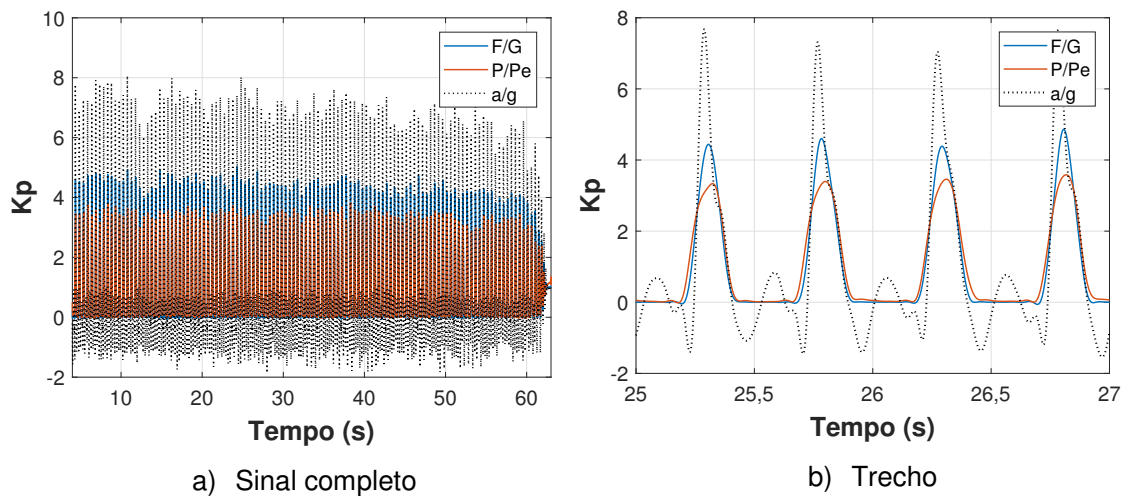 10
8
6
4
2
0
-2
Kp
F/G
P/Pe
a/g
10 20 30 40 50 60
Tempo (s)
a) Sinal completo
8
6
4
2
0
-2
Kp
F/G
P/Pe
a/g
25 25,5 26 26,5 27
Tempo (s)
b) Trecho